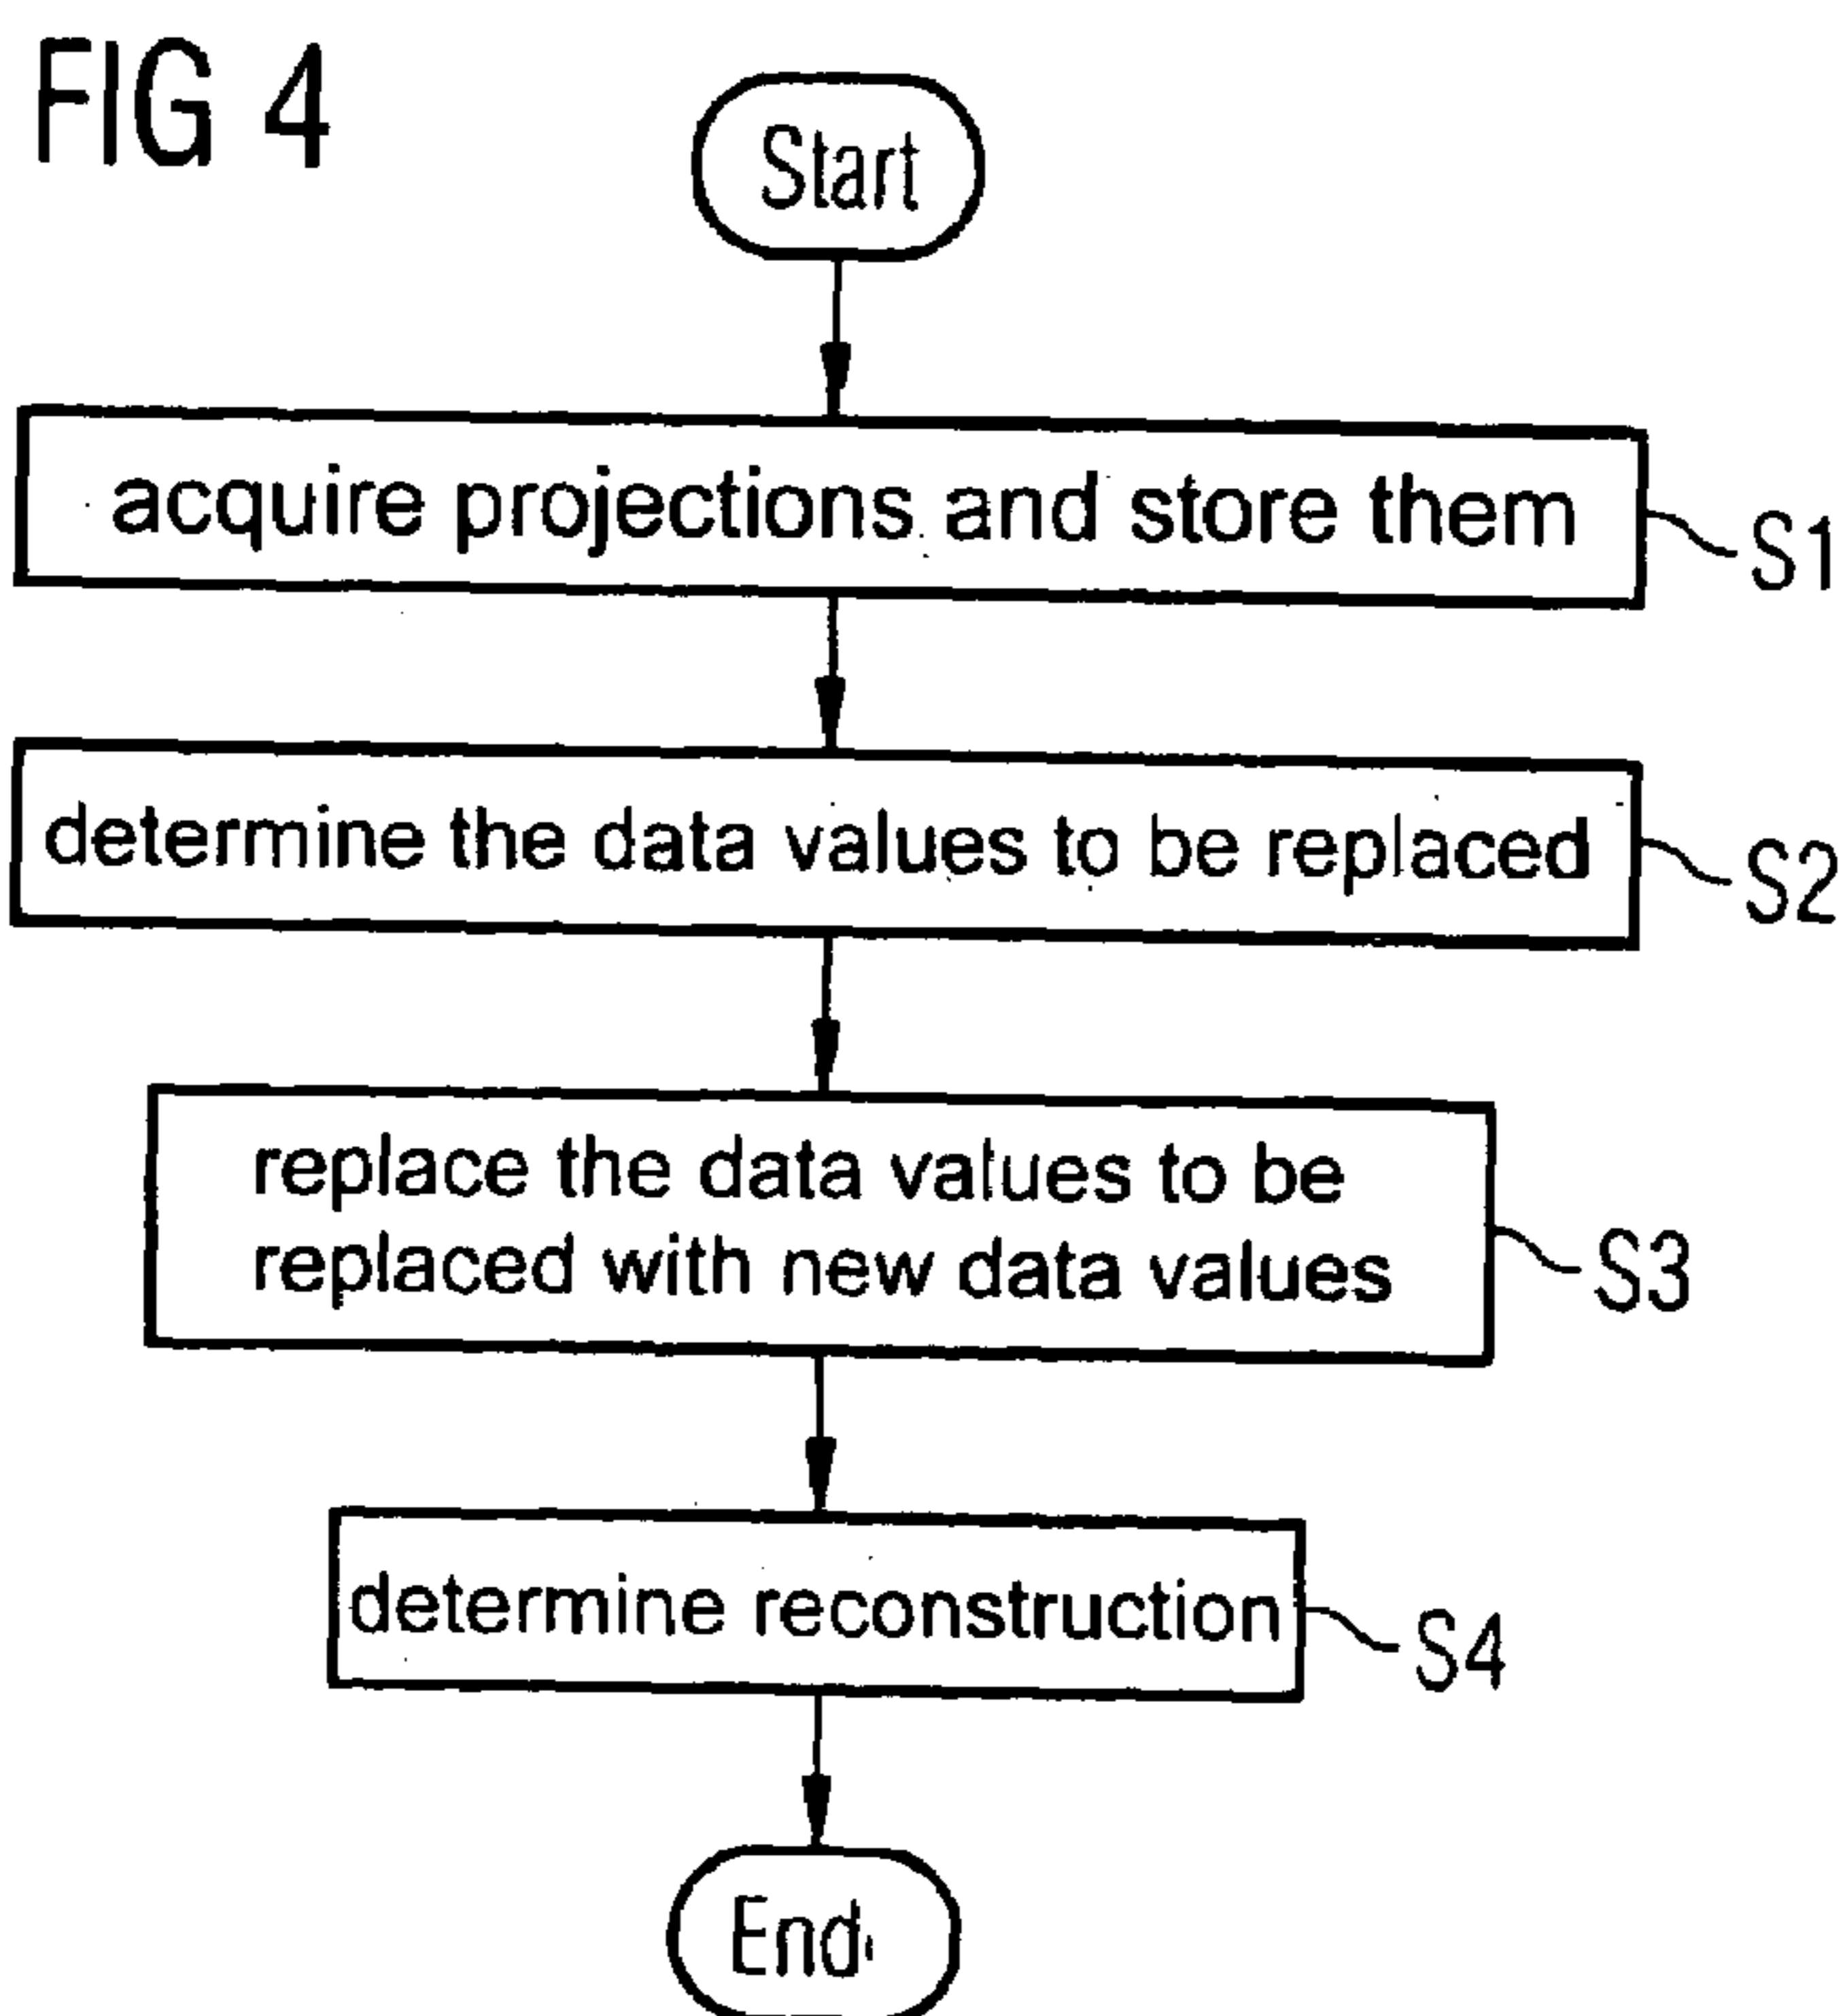 FIG 4
Start
acquire projections and store them
S1
determine the data values to be replaced
S2
replace the data values to be
replaced with new data values
S3
determine reconstruction
S4
End